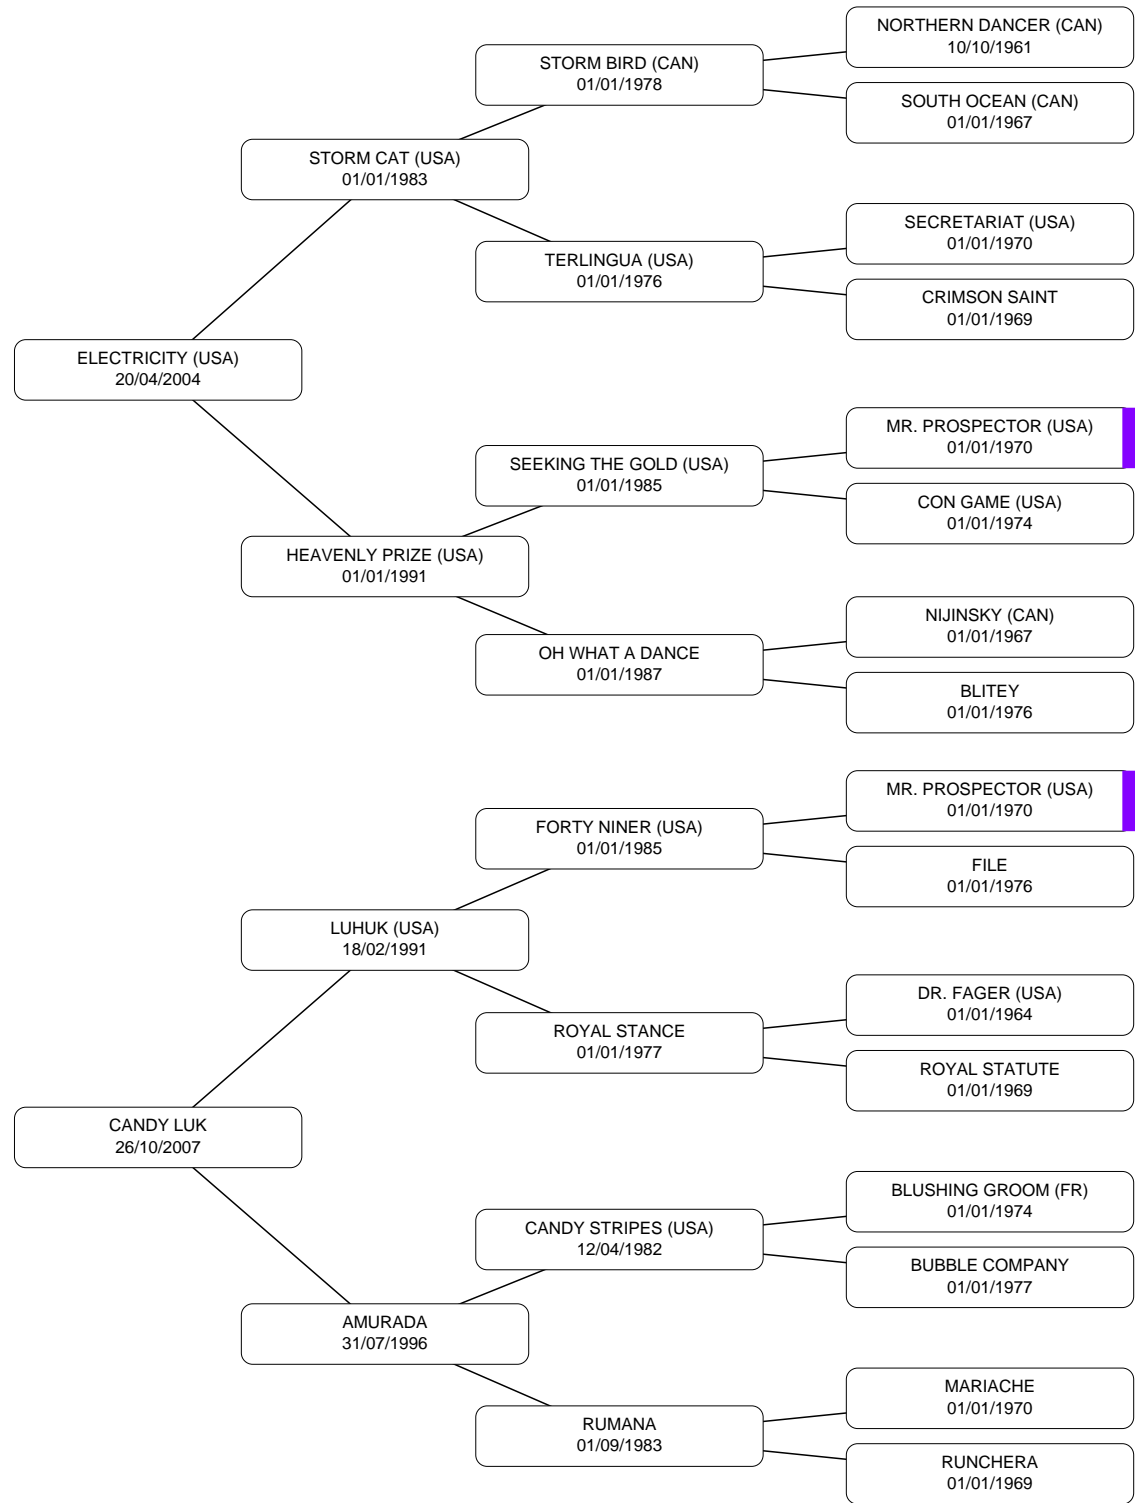 NORTHERN DANCER (CAN)
10/10/1961
STORM BIRD (CAN)
01/01/1978
SOUTH OCEAN (CAN)
01/01/1967
STORM CAT (USA)
01/01/1983
SECRETARIAT (USA)
01/01/1970
TERLINGUA (USA)
01/01/1976
CRIMSON SAINT
01/01/1969
ELECTRICITY (USA)
20/04/2004
MR. PROSPECTOR (USA)
01/01/1970
SEEKING THE GOLD (USA)
01/01/1985
CON GAME (USA)
01/01/1974
HEAVENLY PRIZE (USA)
01/01/1991
NIJINSKY (CAN)
01/01/1967
OH WHAT A DANCE
01/01/1987
BLITEY
01/01/1976
MR. PROSPECTOR (USA)
01/01/1970
FORTY NINER (USA)
01/01/1985
FILE
01/01/1976
LUHUK (USA)
18/02/1991
DR. FAGER (USA)
01/01/1964
ROYAL STANCE
01/01/1977
ROYAL STATUTE
01/01/1969
CANDY LUK
26/10/2007
BLUSHING GROOM (FR)
01/01/1974
CANDY STRIPES (USA)
12/04/1982
BUBBLE COMPANY
01/01/1977
AMURADA
31/07/1996
MARIACHE
01/01/1970
RUMANA
01/09/1983
RUNCHERA
01/01/1969